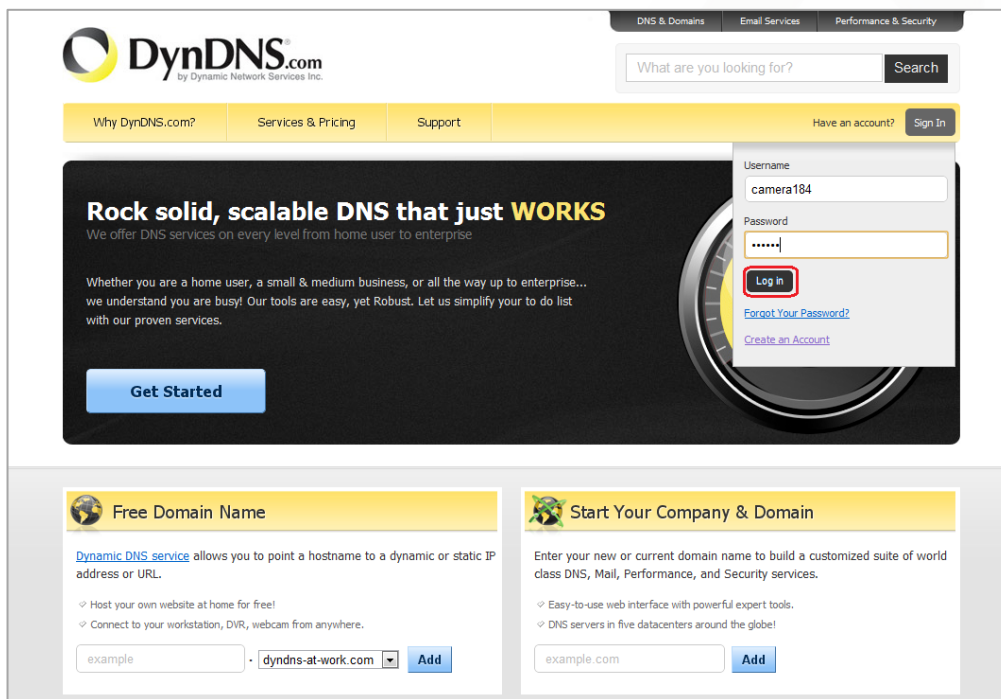 DNS & Domains Email Services Performance & Security
DynDNS.com
by Dynamic Network Services Inc.
What are you looking for? Search
Why DynDNS.com? Services & Pricing Support Have an account? Sign In
Username
camera184
Password
••••••
Log in
Forgot Your Password?
Create an Account
Rock solid, scalable DNS that just WORKS
We offer DNS services on every level from home user to enterprise
Whether you are a home user, a small & medium business, or all the way up to enterprise...
we understand you are busy! Our tools are easy, yet Robust. Let us simplify your to do list
with our proven services.
Get Started
Free Domain Name
Dynamic DNS service allows you to point a hostname to a dynamic or static IP
address or URL.
Host your own website at home for free!
Connect to your workstation, DVR, webcam from anywhere.
example . dyndns-at-work.com Add
Start Your Company & Domain
Enter your new or current domain name to build a customized suite of world
class DNS, Mail, Performance, and Security services.
Easy-to-use web interface with powerful expert tools.
DNS servers in five datacenters around the globe!
example.com Add